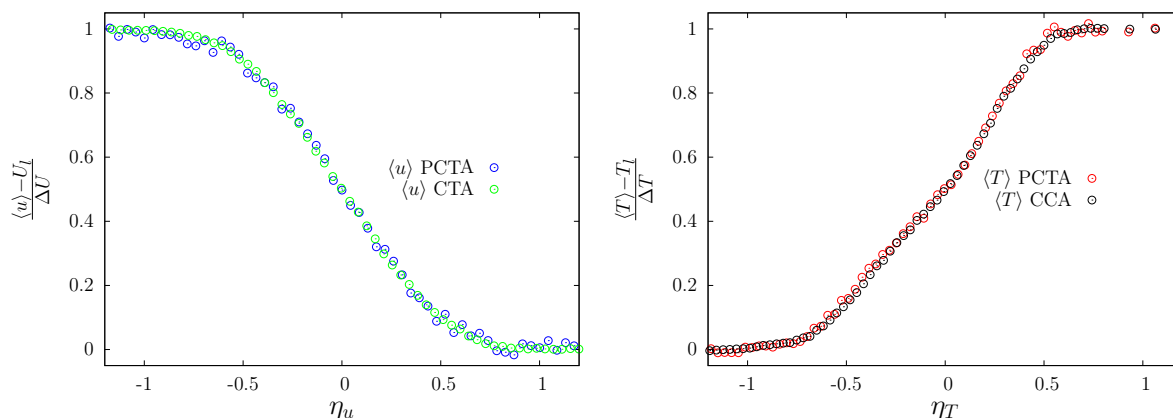 1
0.8
0.6
0.4
0.2
0
-1
-0.5
0
0.5
1
⟨u⟩−U_l
ΔU
η_u
⟨u⟩ PCTA
⟨u⟩ CTA
1
0.8
0.6
0.4
0.2
0
-1
-0.5
0
0.5
1
⟨T⟩−T_l
ΔT
η_T
⟨T⟩ PCTA
⟨T⟩ CCA